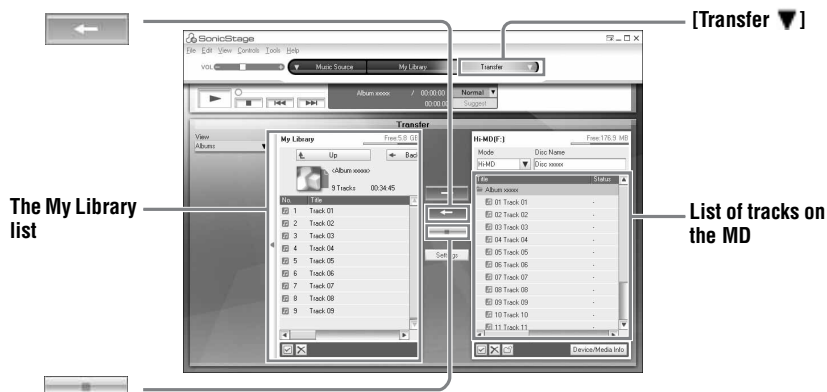 [Transfer ▼]
SonicStage
File Edit View Controls Tools Help
VOL
Music Source
My Library
Transfer
Album xxxxx / 00:00:00
00:00:00
Normal
Suggest
Transfer
View
Albums
My Library
Free:5.8 GB
Up
Back
<Album xxxxx>
9 Tracks 00:34:45
No. Title
1 Track 01
2 Track 02
3 Track 03
4 Track 04
5 Track 05
6 Track 06
7 Track 07
8 Track 08
9 Track 09
Settings
Hi-MD[F:]
Free:176.9 MB
Mode
Disc Name
Hi-MD
Disc xxxxx
Title Status
Album xxxxx
01 Track 01 -
02 Track 02 -
03 Track 03 -
04 Track 04 -
05 Track 05 -
06 Track 06 -
07 Track 07 -
08 Track 08 -
09 Track 09 -
10 Track 10 -
11 Track 11 -
Device/Media Info
The My Library
list
List of tracks on
the MD